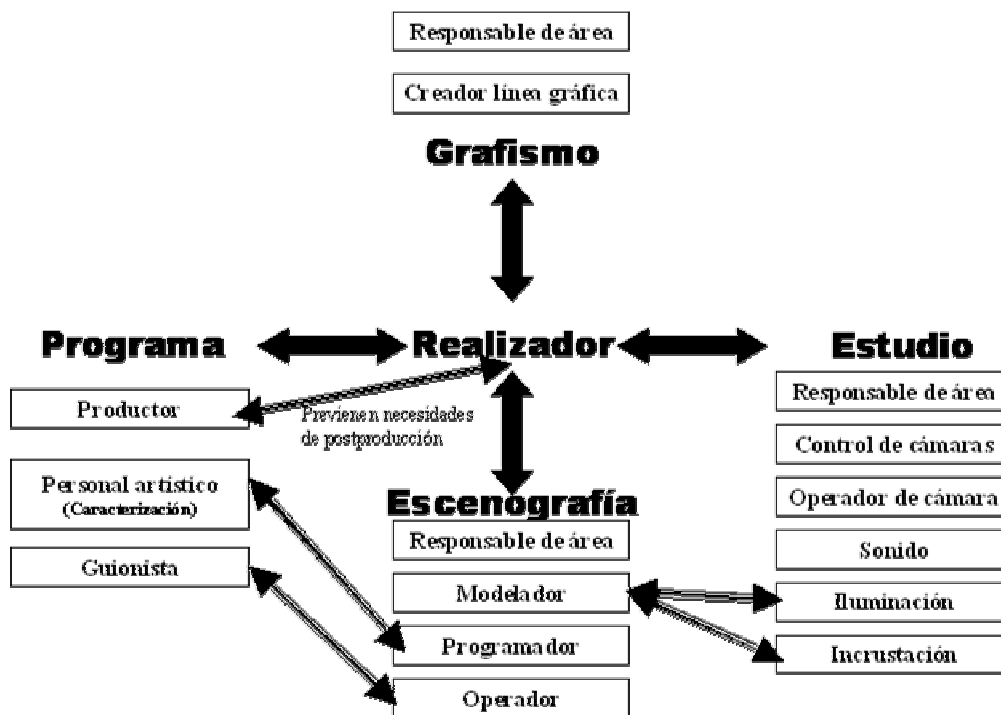 Responsable de área
Creador línea gráfica
Grafismo
Programa
Realizador
Estudio
Productor
Previenen necesidades
de postproducción
Personal artístico
(Caracterización)
Guionista
Escenografía
Responsable de área
Modelador
Programador
Operador
Responsable de área
Control de cámaras
Operador de cámara
Sonido
Iluminación
Incrustación